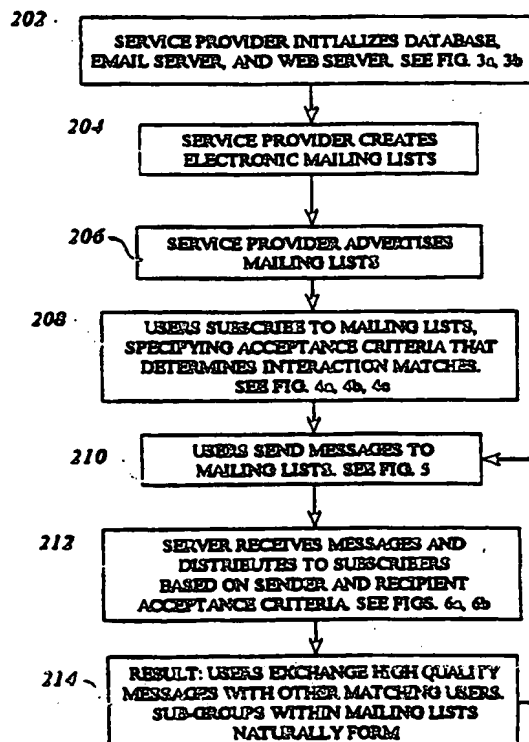 202
SERVICE PROVIDER INITIALIZES DATABASE,
EMAIL SERVER, AND WEB SERVER. SEE FIG. 3a, 3b
204
SERVICE PROVIDER CREATES
ELECTRONIC MAILING LISTS
206
SERVICE PROVIDER ADVERTISES
MAILING LISTS
208
USERS SUBSCRIBE TO MAILING LISTS,
SPECIFYING ACCEPTANCE CRITERIA THAT
DETERMINES INTERACTION MATCHES.
SEE FIG. 4a, 4b, 4c
210
USERS SEND MESSAGES TO
MAILING LISTS. SEE FIG. 5
212
SERVER RECEIVES MESSAGES AND
DISTRIBUTES TO SUBSCRIBERS
BASED ON SENDER AND RECIPIENT
ACCEPTANCE CRITERIA. SEE FIGS. 6a, 6b
214
RESULT: USERS EXCHANGE HIGH QUALITY
MESSAGES WITH OTHER MATCHING USERS.
SUB-GROUPS WITHIN MAILING LISTS
NATURALLY FORM